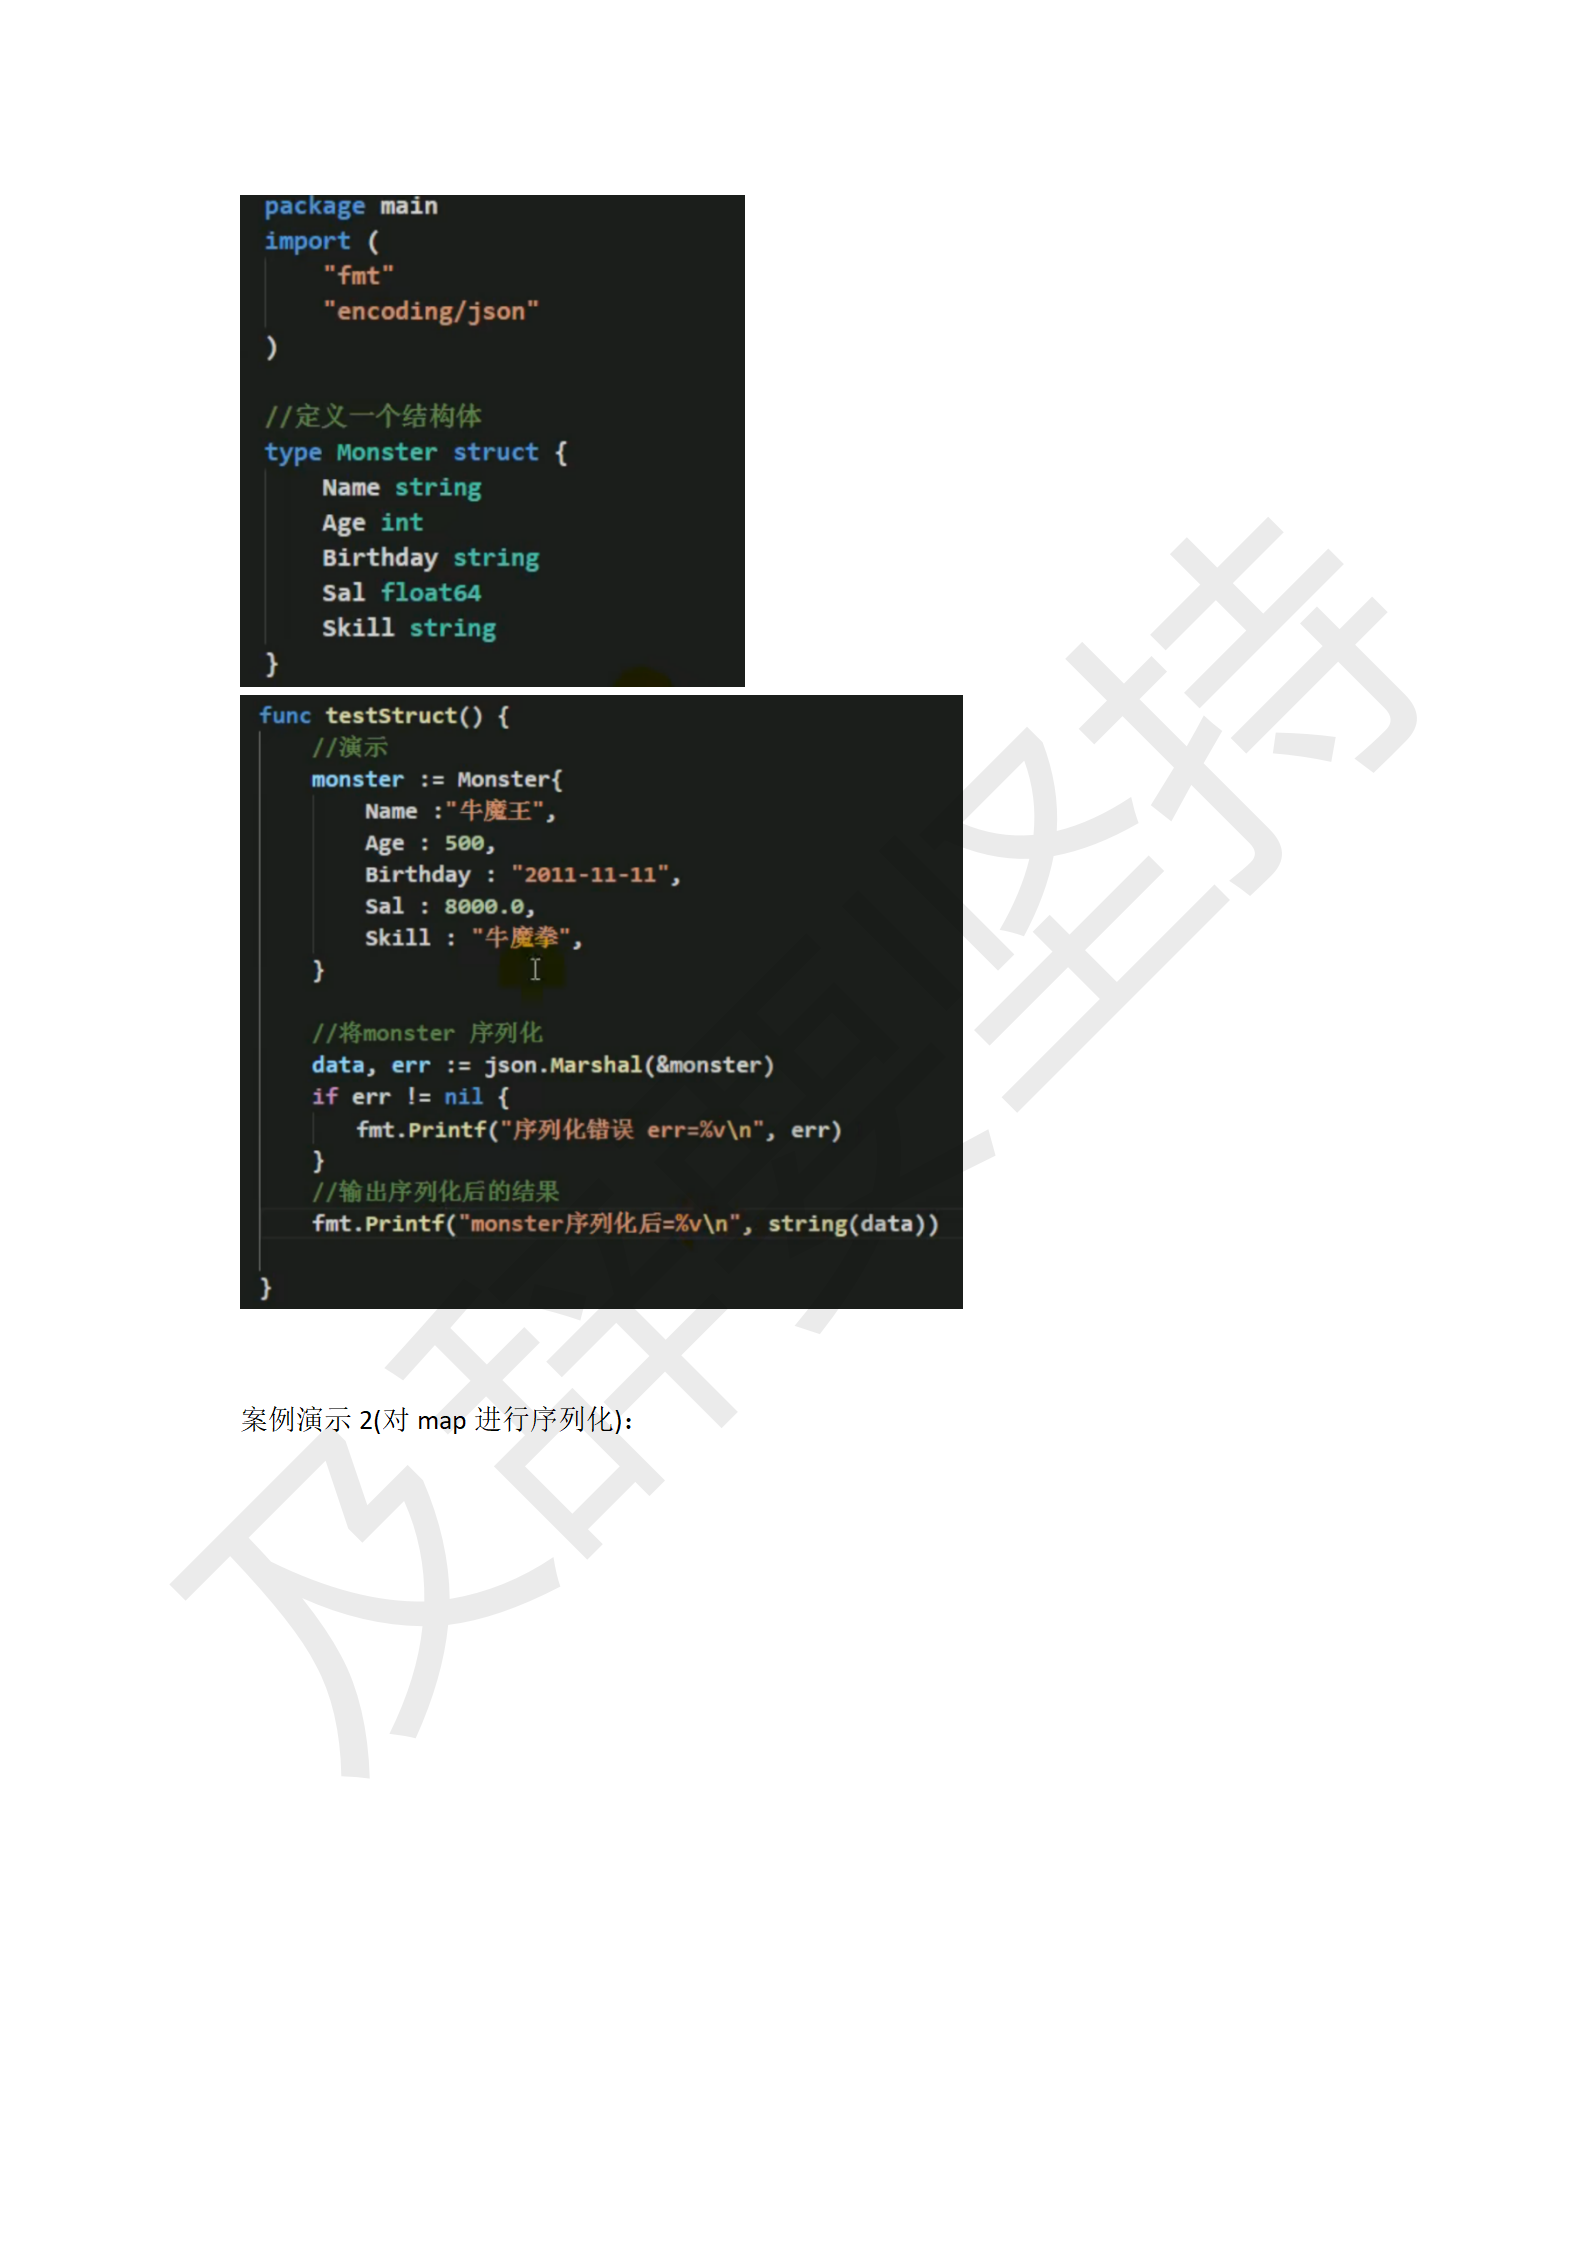 package main
import (
"fmt"
"encoding/json"
)
//定义一个结构体
type Monster struct {
Name string
Age int
Birthday string
Sal float64
Skill string
}
func testStruct() {
//演示
monster := Monster{
Name :"牛魔王",
Age : 500,
Birthday : "2011-11-11",
Sal : 8000.0,
Skill : "牛魔拳",
}
//将monster 序列化
data, err := json.Marshal(&monster)
if err != nil {
fmt.Printf("序列化错误 err=%v\n", err)
}
//输出序列化后的结果
fmt.Printf("monster序列化后=%v\n", string(data))
}
案例演示 2(对 map 进行序列化)：